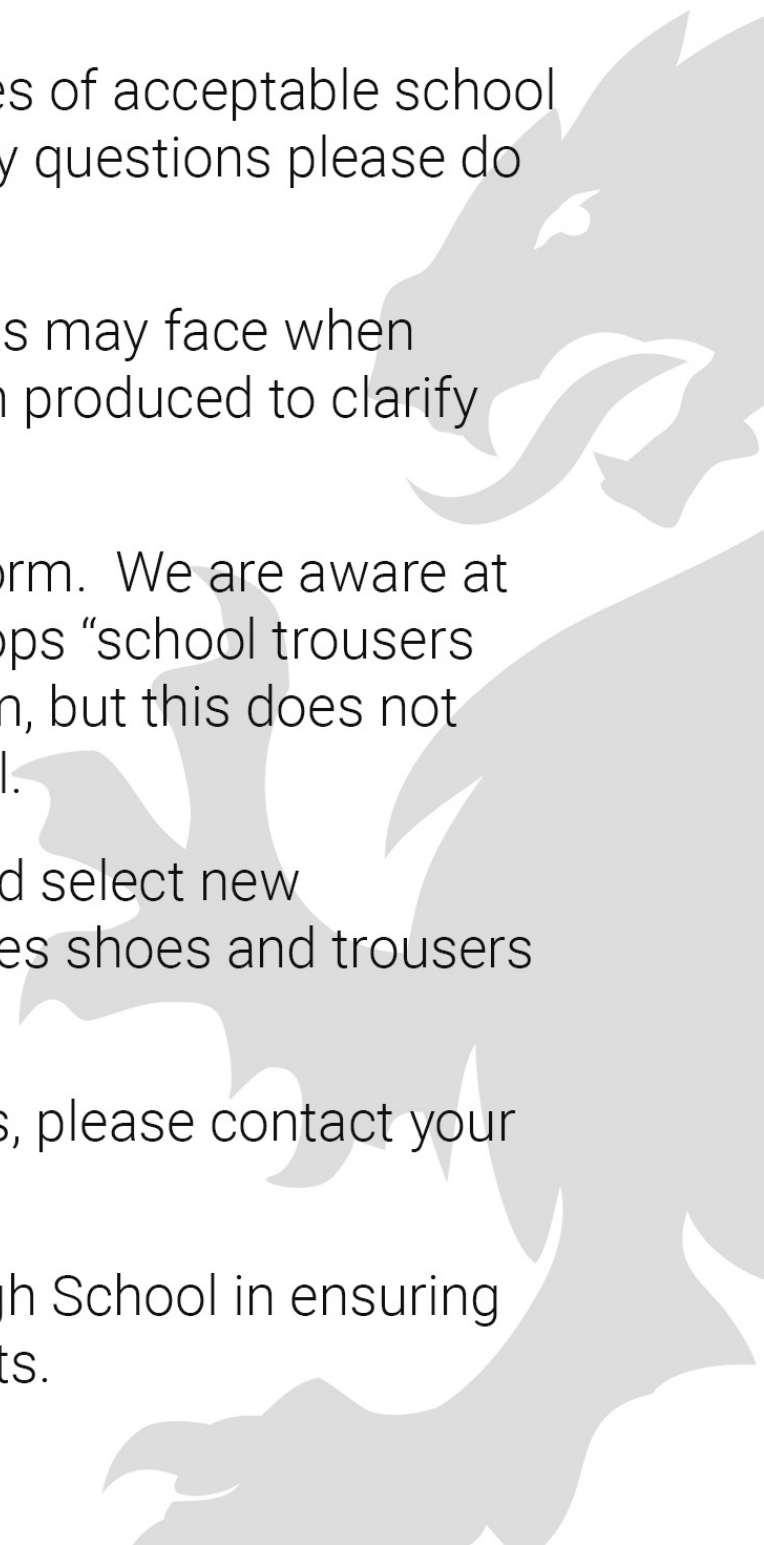 es of acceptable school
y questions please do
s may face when
n produced to clarify
orm. We are aware at
ops “school trousers
n, but this does not
l.
d select new
es shoes and trousers
s, please contact your
gh School in ensuring
ts.